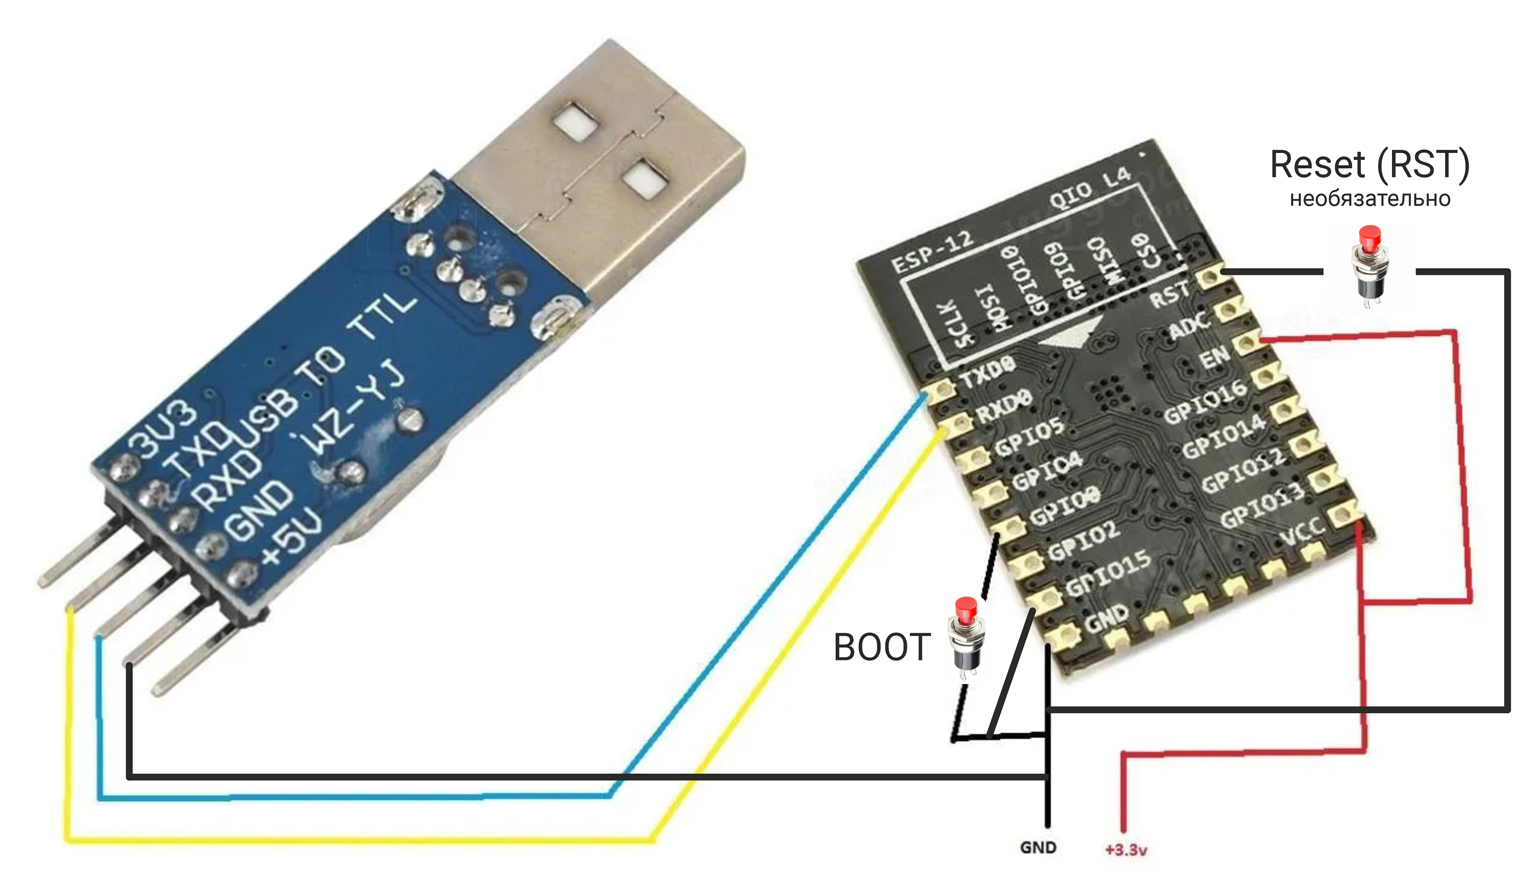 3V3
TXD
RXD
GND
+5V
USB TO TTL
WZ-YJ
QIO L4
ESP-12
SCLK
MOSI
GPIO10
GPIO9
MISO
CS0
TXD0
RXD0
GPIO5
GPIO4
GPIO0
GPIO2
GPIO15
GND
RST
ADC
EN
GPIO16
GPIO14
GPIO12
GPIO13
VCC
Reset (RST)
необязательно
BOOT
GND
+3.3v